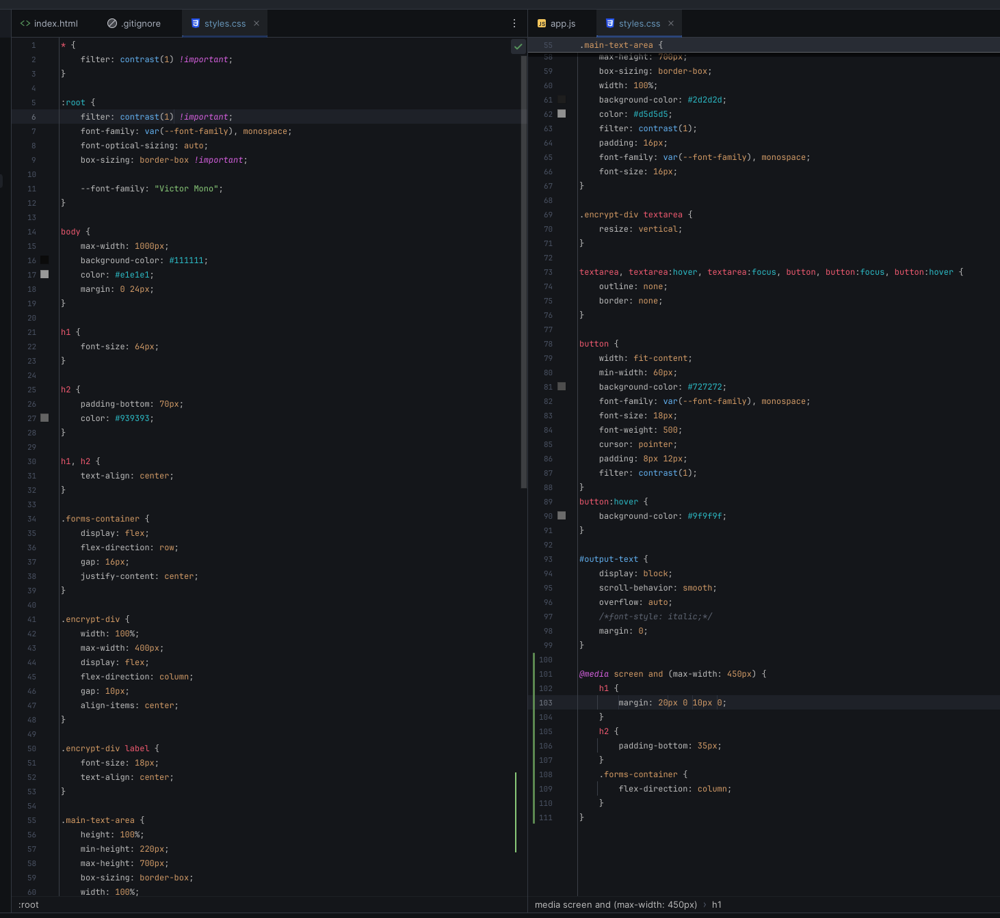 index.html
.gitignore
styles.css
1 * {
2 filter: contrast(1) !important;
3 }
4
5 :root {
6 filter: contrast(1) !important;
7 font-family: var(--font-family), monospace;
8 font-optical-sizing: auto;
9 box-sizing: border-box !important;
10
11 --font-family: "Victor Mono";
12 }
13
14 body {
15 max-width: 1000px;
16 background-color: #111111;
17 color: #e1e1e1;
18 margin: 0 24px;
19 }
20
21 h1 {
22 font-size: 64px;
23 }
24
25 h2 {
26 padding-bottom: 70px;
27 color: #939393;
28 }
29
30 h1, h2 {
31 text-align: center;
32 }
33
34 .forms-container {
35 display: flex;
36 flex-direction: row;
37 gap: 16px;
38 justify-content: center;
39 }
40
41 .encrypt-div {
42 width: 100%;
43 max-width: 400px;
44 display: flex;
45 flex-direction: column;
46 gap: 10px;
47 align-items: center;
48 }
49
50 .encrypt-div label {
51 font-size: 18px;
52 text-align: center;
53 }
54
55 .main-text-area {
56 height: 100%;
57 min-height: 220px;
58 max-height: 700px;
59 box-sizing: border-box;
60 width: 100%;
:root
JS app.js
styles.css
55 .main-text-area {
58 max-height: 700px;
59 box-sizing: border-box;
60 width: 100%;
61 background-color: #2d2d2d;
62 color: #d5d5d5;
63 filter: contrast(1);
64 padding: 16px;
65 font-family: var(--font-family), monospace;
66 font-size: 16px;
67 }
68
69 .encrypt-div textarea {
70 resize: vertical;
71 }
72
73 textarea, textarea:hover, textarea:focus, button, button:focus, button:hover {
74 outline: none;
75 border: none;
76 }
77
78 button {
79 width: fit-content;
80 min-width: 60px;
81 background-color: #727272;
82 font-family: var(--font-family), monospace;
83 font-size: 18px;
84 font-weight: 500;
85 cursor: pointer;
86 padding: 8px 12px;
87 filter: contrast(1);
88 }
89 button:hover {
90 background-color: #9f9f9f;
91 }
92
93 #output-text {
94 display: block;
95 scroll-behavior: smooth;
96 overflow: auto;
97 /*font-style: italic;*/
98 margin: 0;
99 }
100
101 @media screen and (max-width: 450px) {
102 h1 {
103 margin: 20px 0 10px 0;
104 }
105 h2 {
106 padding-bottom: 35px;
107 }
108 .forms-container {
109 flex-direction: column;
110 }
111 }
media screen and (max-width: 450px) › h1